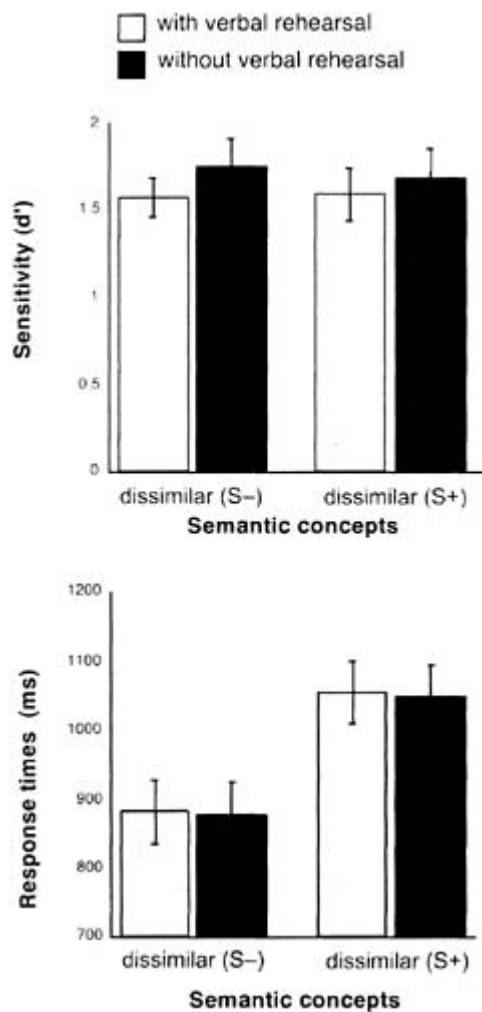 with verbal rehearsal
without verbal rehearsal
2
1.5
1
0.5
0
Sensitivity (d')
dissimilar (S–) dissimilar (S+)
Semantic concepts
1200
1100
1000
900
800
700
Response times (ms)
dissimilar (S–) dissimilar (S+)
Semantic concepts